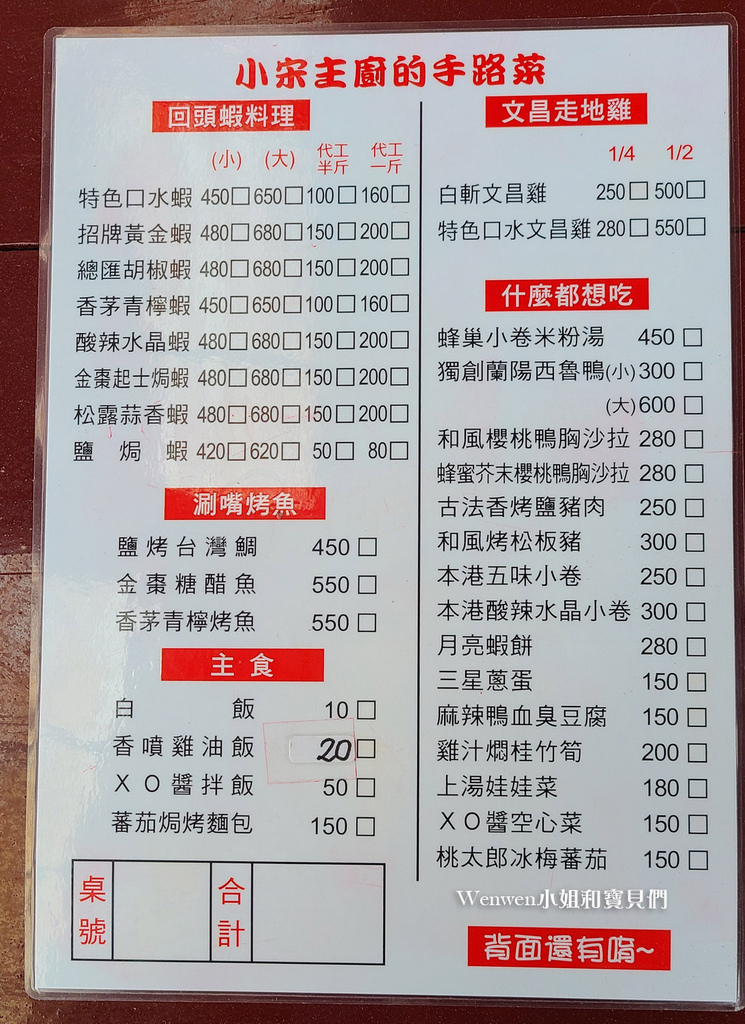 小宋主廚的手路菜
回頭蝦料理
(小) (大) 代工半斤 代工一斤
特色口水蝦 450□ 650□ 100□ 160□
招牌黃金蝦 480□ 680□ 150□ 200□
總匯胡椒蝦 480□ 680□ 150□ 200□
香茅青檸蝦 450□ 650□ 100□ 160□
酸辣水晶蝦 480□ 680□ 150□ 200□
金棗起士焗蝦 480□ 680□ 150□ 200□
松露蒜香蝦 480□ 680□ 150□ 200□
鹽焗蝦 420□ 620□ 50□ 80□
涮嘴烤魚
鹽烤台灣鯛 450□
金棗糖醋魚 550□
香茅青檸烤魚 550□
主食
白飯 10□
香噴雞油飯 20□
XO醬拌飯 50□
蕃茄焗烤麵包 150□
桌號 合計
文昌走地雞
1/4 1/2
白斬文昌雞 250□ 500□
特色口水文昌雞 280□ 550□
什麼都想吃
蜂巢小卷米粉湯 450□
獨創蘭陽西魯鴨(小) 300□
(大) 600□
和風櫻桃鴨胸沙拉 280□
蜂蜜芥末櫻桃鴨胸沙拉 280□
古法香烤鹽豬肉 250□
和風烤松板豬 300□
本港五味小卷 250□
本港酸辣水晶小卷 300□
月亮蝦餅 280□
三星蔥蛋 150□
麻辣鴨血臭豆腐 150□
雞汁燜桂竹筍 200□
上湯娃娃菜 180□
XO醬空心菜 150□
桃太郎冰梅蕃茄 150□
Wenwen小姐和寶貝們
背面還有唷~